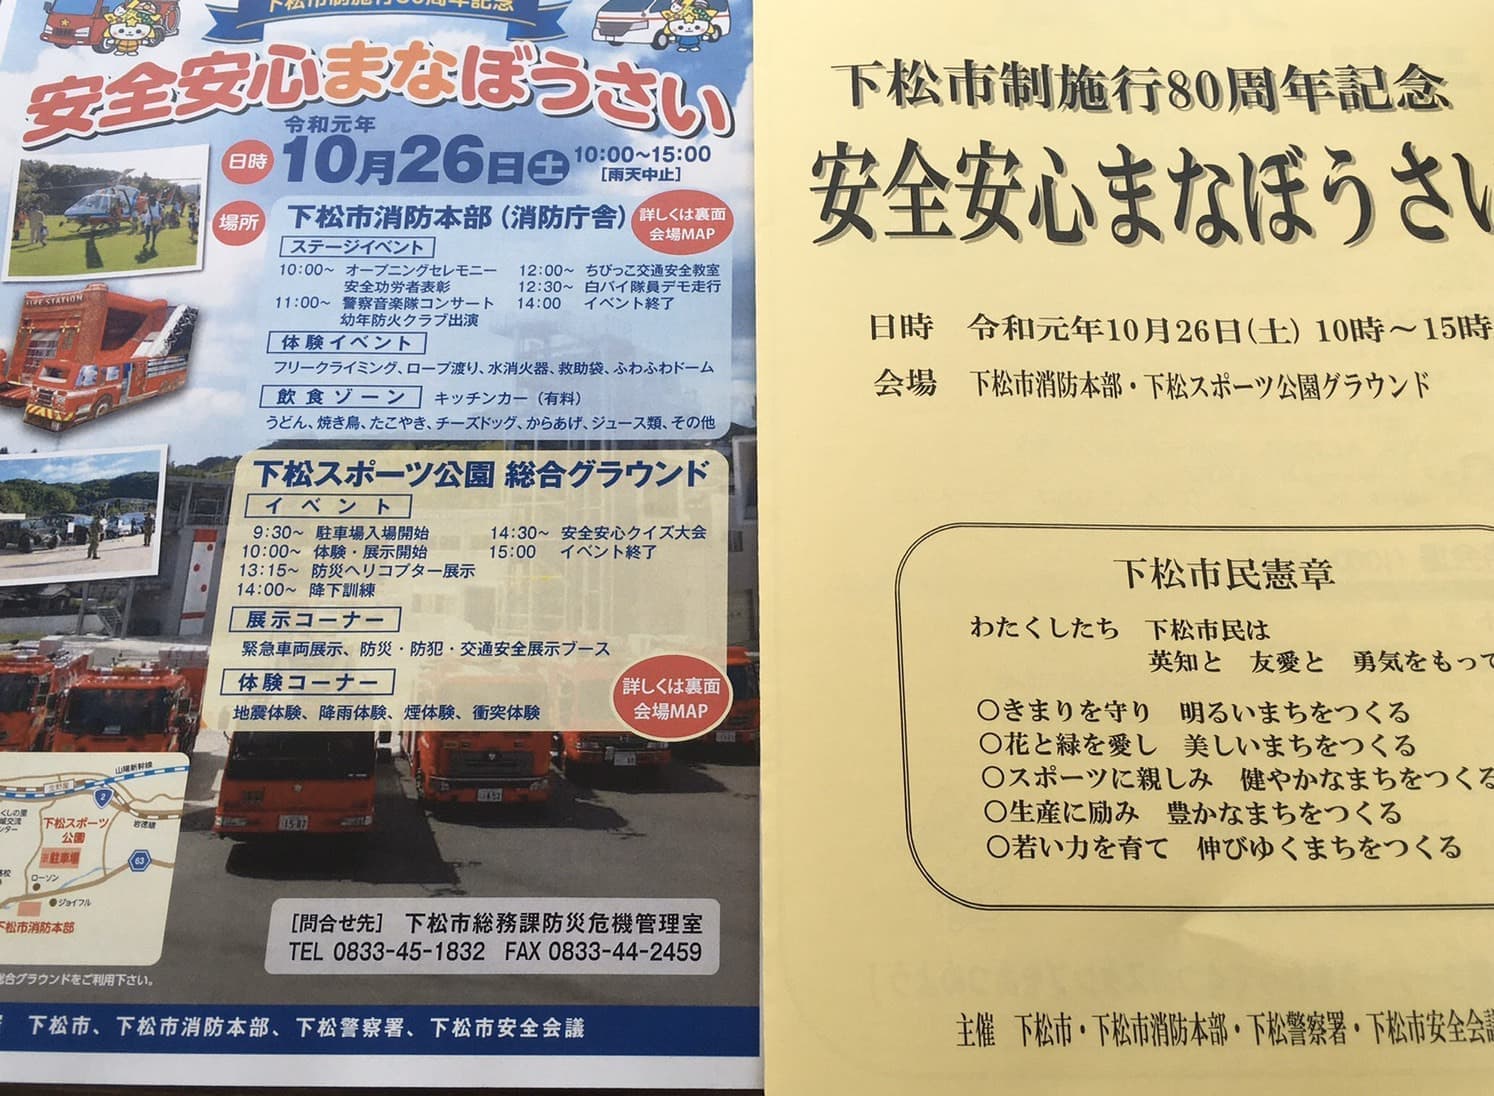 下松市制施行80周年記念
安全安心まなぼうさい
令和元年
日時 10月26日土 10:00～15:00
[雨天中止]
場所 下松市消防本部（消防庁舎）
詳しくは裏面
会場MAP
ステージイベント
10:00～ オープニングセレモニー
安全功労者表彰
11:00～ 警察音楽隊コンサート
幼年防火クラブ出演
12:00～ ちびっこ交通安全教室
12:30～ 白バイ隊員デモ走行
14:00 イベント終了
体験イベント
フリークライミング、ロープ渡り、水消火器、救助袋、ふわふわドーム
飲食ゾーン キッチンカー（有料）
うどん、焼き鳥、たこやき、チーズドッグ、からあげ、ジュース類、その他
FIRE STATION
下松スポーツ公園 総合グラウンド
イベント
9:30～ 駐車場入場開始
10:00～ 体験・展示開始
13:15～ 防災ヘリコプター展示
14:00～ 降下訓練
14:30～ 安全安心クイズ大会
15:00 イベント終了
展示コーナー
緊急車両展示、防災・防犯・交通安全展示ブース
体験コーナー
地震体験、降雨体験、煙体験、衝突体験
詳しくは裏面
会場MAP
山陽新幹線
2
岩徳線
下松スポーツ
公園
駐車場
63
ローソン
ジョイフル
下松市消防本部
総合グラウンドをご利用下さい。
[問合せ先] 下松市総務課防災危機管理室
TEL 0833-45-1832 FAX 0833-44-2459
下松市、下松市消防本部、下松警察署、下松市安全会議
下松市制施行80周年記念
安全安心まなぼうさい
日時 令和元年10月26日(土) 10時～15時
会場 下松市消防本部・下松スポーツ公園グラウンド
下松市民憲章
わたくしたち 下松市民は
英知と 友愛と 勇気をもって
○きまりを守り 明るいまちをつくる
○花と緑を愛し 美しいまちをつくる
○スポーツに親しみ 健やかなまちをつくる
○生産に励み 豊かなまちをつくる
○若い力を育て 伸びゆくまちをつくる
主催 下松市・下松市消防本部・下松警察署・下松市安全会議